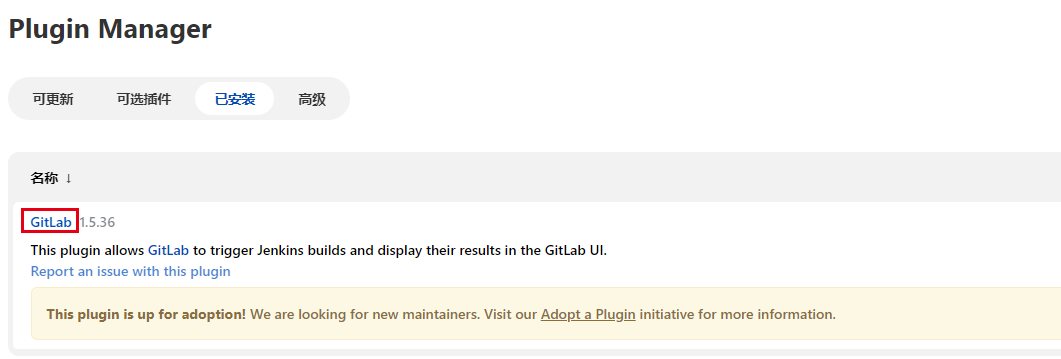 Plugin Manager
可更新 可选插件 已安装 高级
名称 ↓
GitLab 1.5.36
This plugin allows GitLab to trigger Jenkins builds and display their results in the GitLab UI.
Report an issue with this plugin
This plugin is up for adoption! We are looking for new maintainers. Visit our Adopt a Plugin initiative for more information.